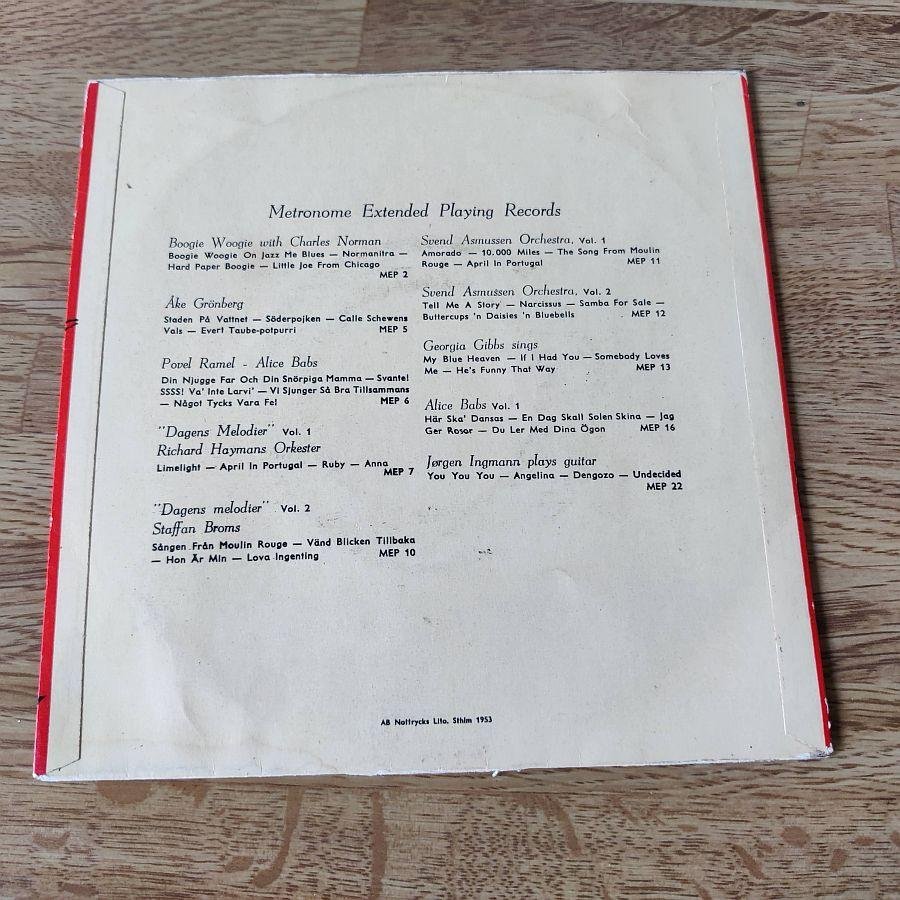 Metronome Extended Playing Records
Boogie Woogie with Charles Norman
Boogie Woogie On Jazz Me Blues — Normanitra —
Hard Paper Boogie — Little Joe From Chicago
MEP 2
Åke Grönberg
Staden På Vattnet — Söderpojken — Calle Schewens
Vals — Evert Taube-potpurri MEP 5
Povel Ramel - Alice Babs
Din Njugge Far Och Din Snörpiga Mamma — Svante!
SSSS! Va' Inte Larvi' — Vi Sjunger Så Bra Tillsammans
— Något Tycks Vara Fel MEP 6
"Dagens Melodier" Vol. 1
Richard Haymans Orkester
Limelight — April In Portugal — Ruby — Anna
MEP 7
"Dagens melodier" Vol. 2
Staffan Broms
Sången Från Moulin Rouge — Vänd Blicken Tillbaka
— Hon Är Min — Lova Ingenting MEP 10
Svend Asmussen Orchestra, Vol. 1
Amorado — 10.000 Miles — The Song From Moulin
Rouge — April In Portugal MEP 11
Svend Asmussen Orchestra, Vol. 2
Tell Me A Story — Narcissus — Samba For Sale —
Buttercups 'n Daisies 'n Bluebells MEP 12
Georgia Gibbs sings
My Blue Heaven — If I Had You — Somebody Loves
Me — He's Funny That Way MEP 13
Alice Babs Vol. 1
Här Ska' Dansas — En Dag Skall Solen Skina — Jag
Ger Rosor — Du Ler Med Dina Ögon MEP 16
Jørgen Ingmann plays guitar
You You You — Angelina — Dengozo — Undecided
MEP 22
AB Nottrycks Lito. Sthlm 1953